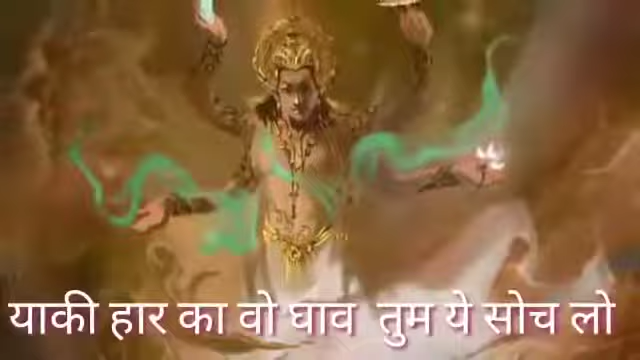 याकी हार का वो घाव तुम ये सोच लो